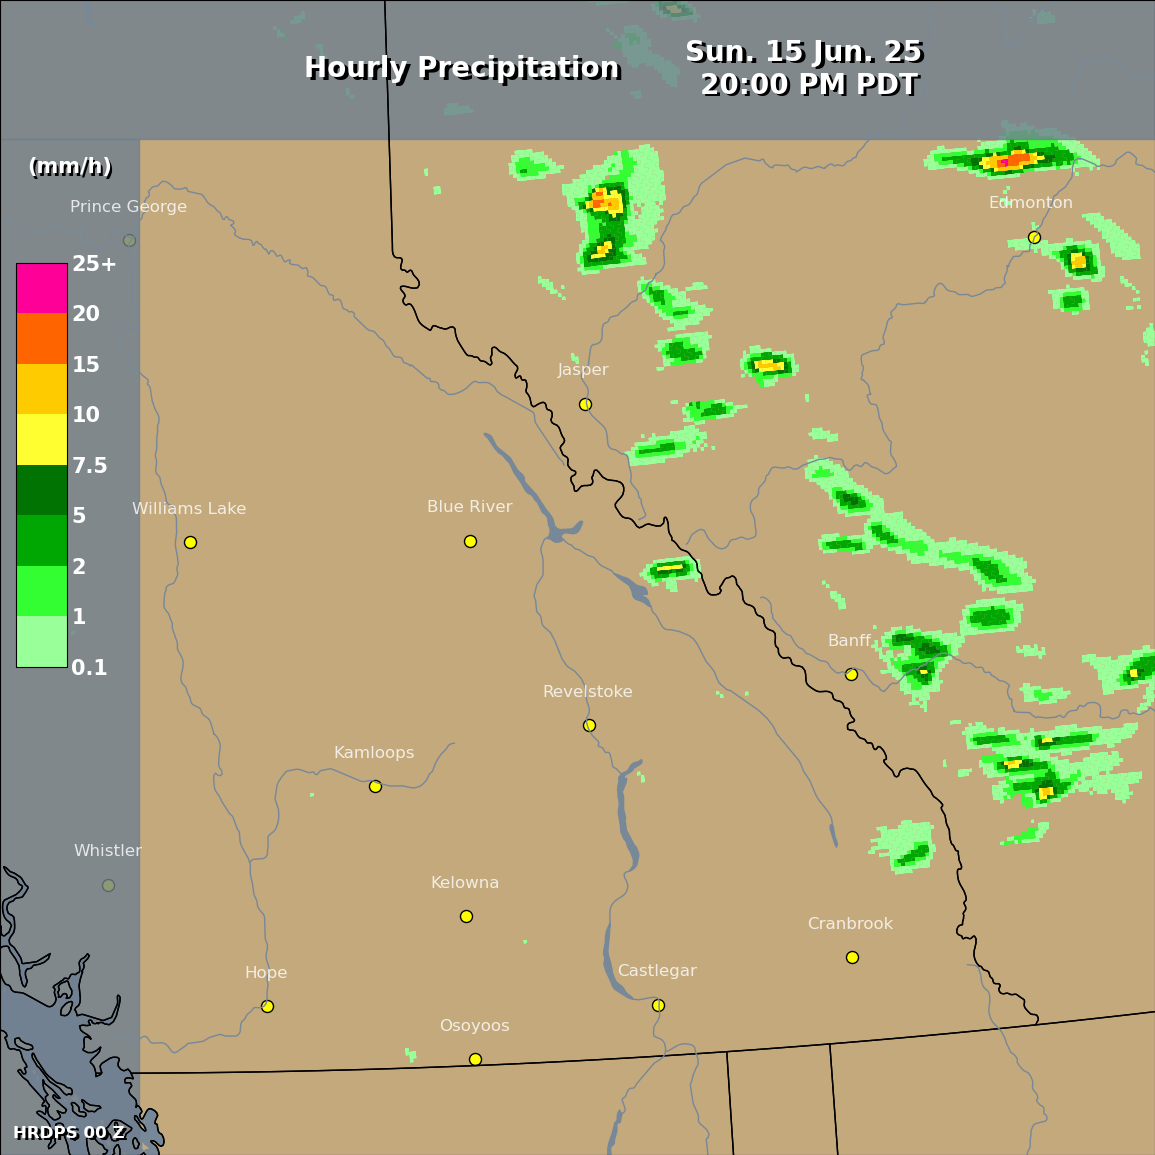 Hourly Precipitation
Sun. 15 Jun. 25
20:00 PM PDT
(mm/h)
Prince George
Edmonton
25+
20
15
10
7.5
5
2
1
0.1
Jasper
Williams Lake
Blue River
Banff
Revelstoke
Kamloops
Whistler
Kelowna
Cranbrook
Hope
Castlegar
Osoyoos
HRDPS 00 Z